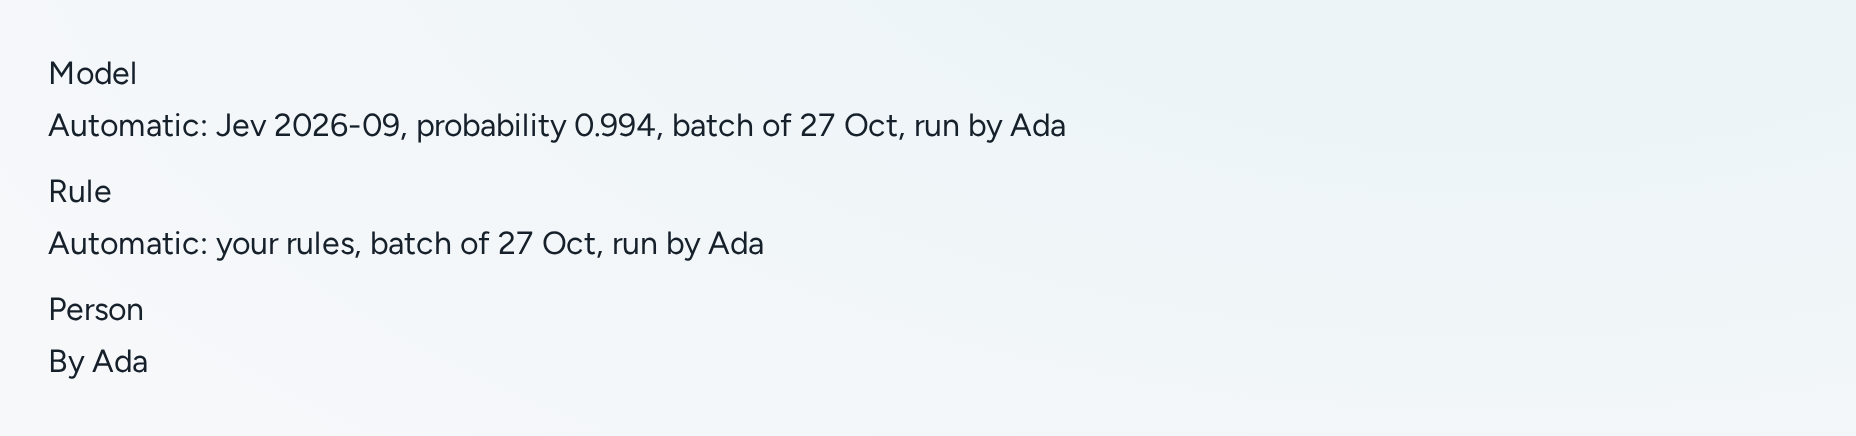 Model
Automatic: Jev 2026-09, probability 0.994, batch of 27 Oct, run by Ada
Rule
Automatic: your rules, batch of 27 Oct, run by Ada
Person
By Ada